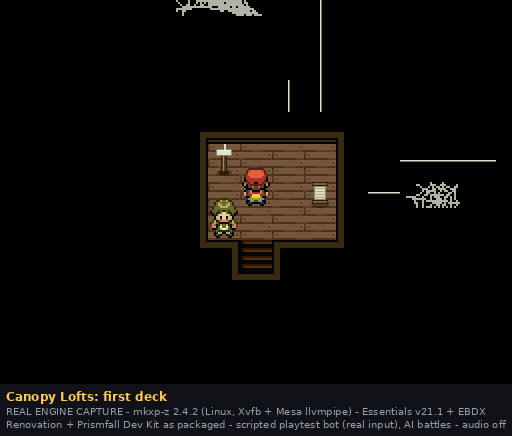 Canopy Lofts: first deck
REAL ENGINE CAPTURE - mkxp-z 2.4.2 (Linux, Xvfb + Mesa llvmpipe) - Essentials v21.1 + EBDX
Renovation + Prismfall Dev Kit as packaged - scripted playtest bot (real input), AI battles - audio off